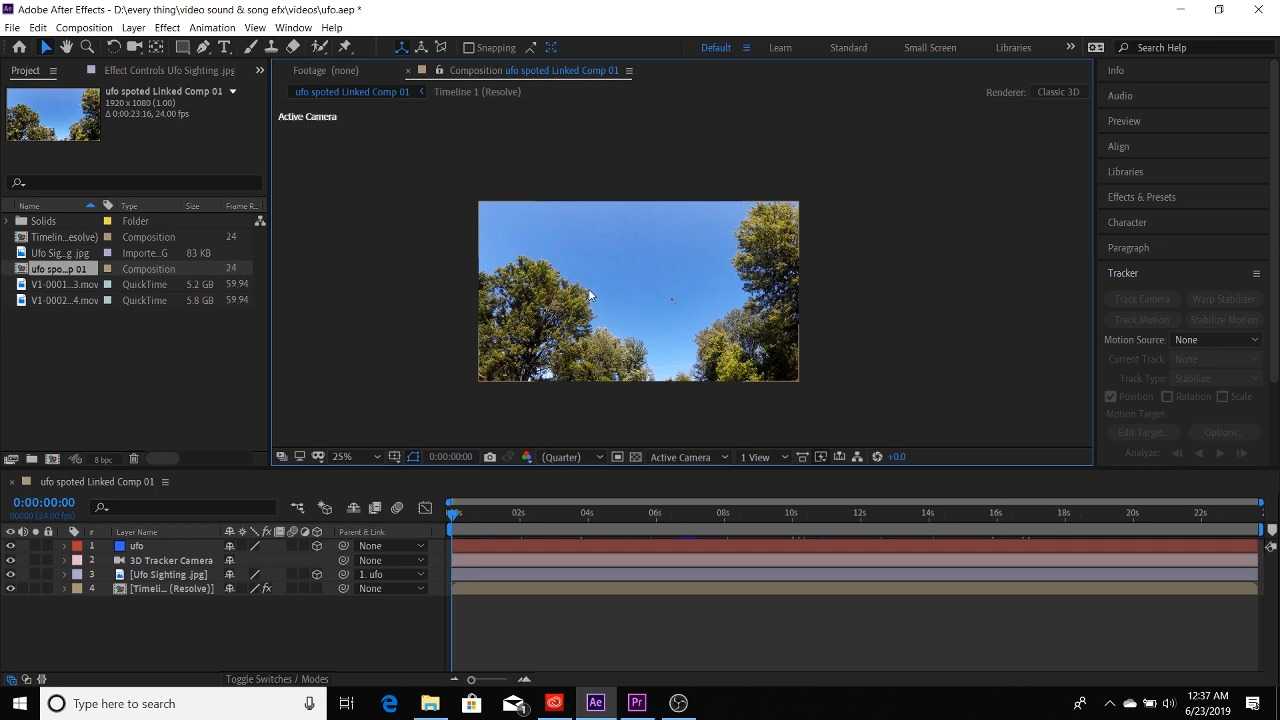 Adobe After Effects - D:\every thing\video sound & song efx\videos\ufo.aep *
File Edit Composition Layer Effect Animation View Window Help
Snapping Default Learn Standard Small Screen Libraries Search Help
Project Effect Controls Ufo Sighting .jpg Footage (none) Composition ufo spoted Linked Comp 01 Info
ufo spoted Linked Comp 01
1920 x 1080 (1.00)
Δ 0:00:23:16, 24.00 fps
ufo spoted Linked Comp 01 Timeline 1 (Resolve) Renderer: Classic 3D
Active Camera
Audio
Preview
Align
Libraries
Effects & Presets
Character
Paragraph
Tracker
Track Camera Warp Stabilizer
Track Motion Stabilize Motion
Motion Source: None
Current Track: None
Track Type: Stabilize
Position Rotation Scale
Motion Target:
Edit Target... Options...
Analyze:
Name Type Size Frame R...
Solids Folder
Timelin...esolve) Composition 24
Ufo Sig...g .jpg Importe...G 83 KB
ufo spo...p 01 Composition 24
V1-0001...3.mov QuickTime 5.2 GB 59.94
V1-0002...4.mov QuickTime 5.8 GB 59.94
8 bpc
25% 0:00:00:00 (Quarter) Active Camera 1 View +0.0
ufo spoted Linked Comp 01
0:00:00:00
00000 (24.00 fps)
02s 04s 06s 08s 10s 12s 14s 16s 18s 20s 22s
# Layer Name Parent & Link
1 ufo None
2 3D Tracker Camera None
3 [Ufo Sighting .jpg] 1. ufo
4 [Timeli... (Resolve)] None
Toggle Switches / Modes
Type here to search
Ae Pr
12:37 AM
6/23/2019